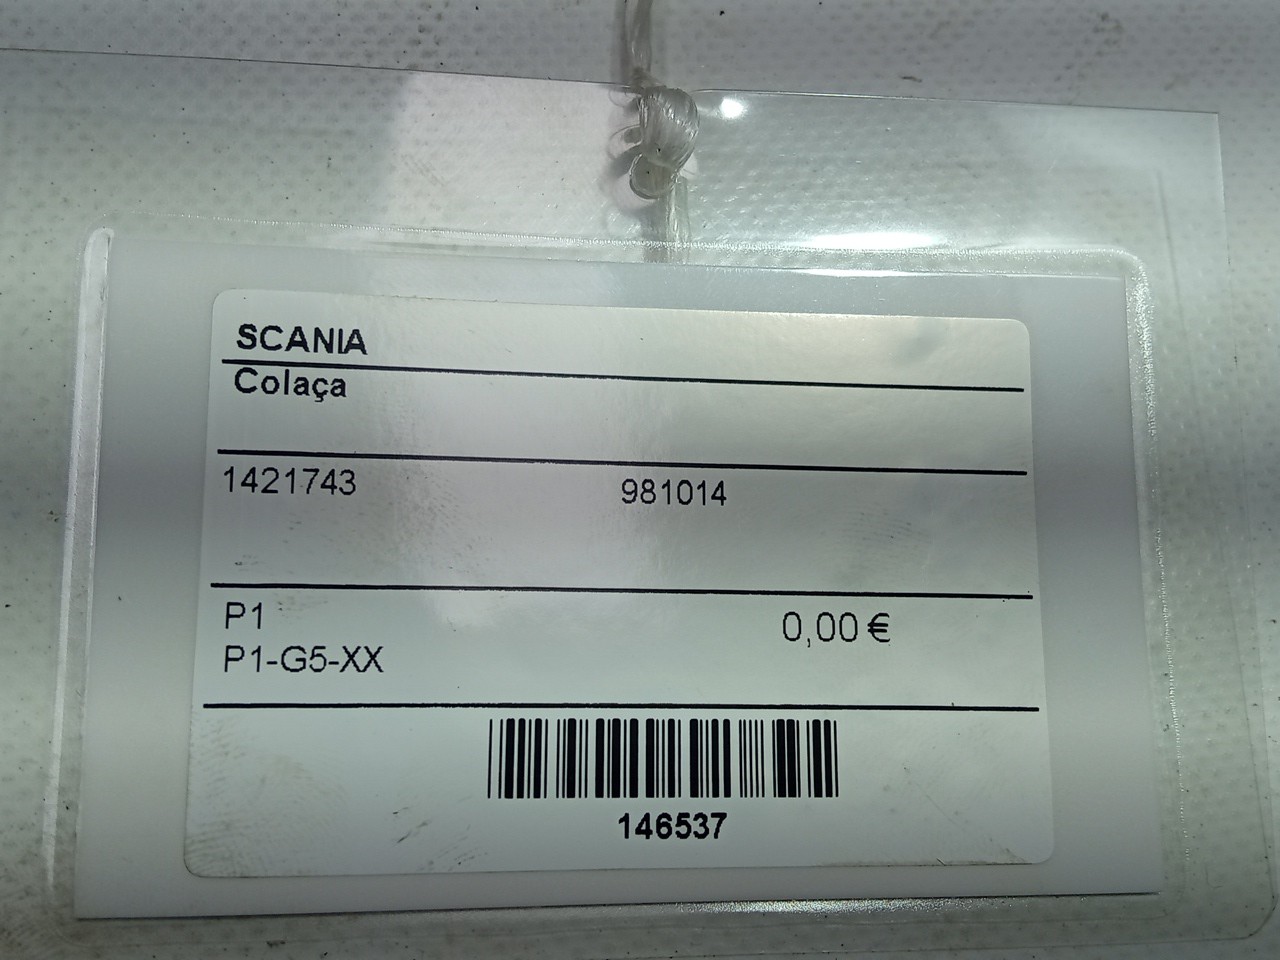 SCANIA
Colaça
1421743 981014
P1 0,00 €
P1-G5-XX
146537